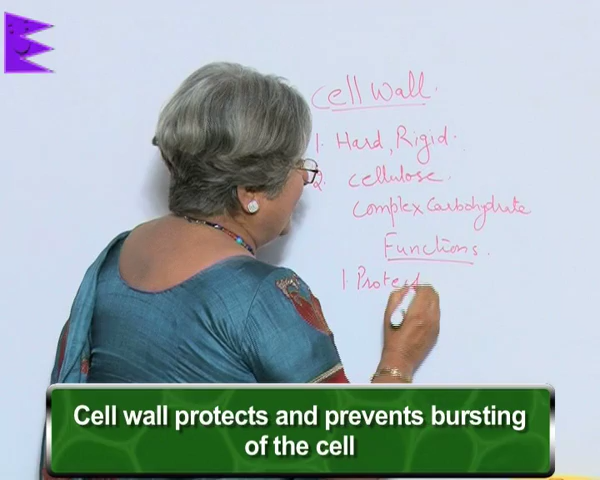 Cell Wall.
1. Hard, Rigid.
2. cellulose.
complex carbohydrate
Functions.
1 Protect
Cell wall protects and prevents bursting
of the cell